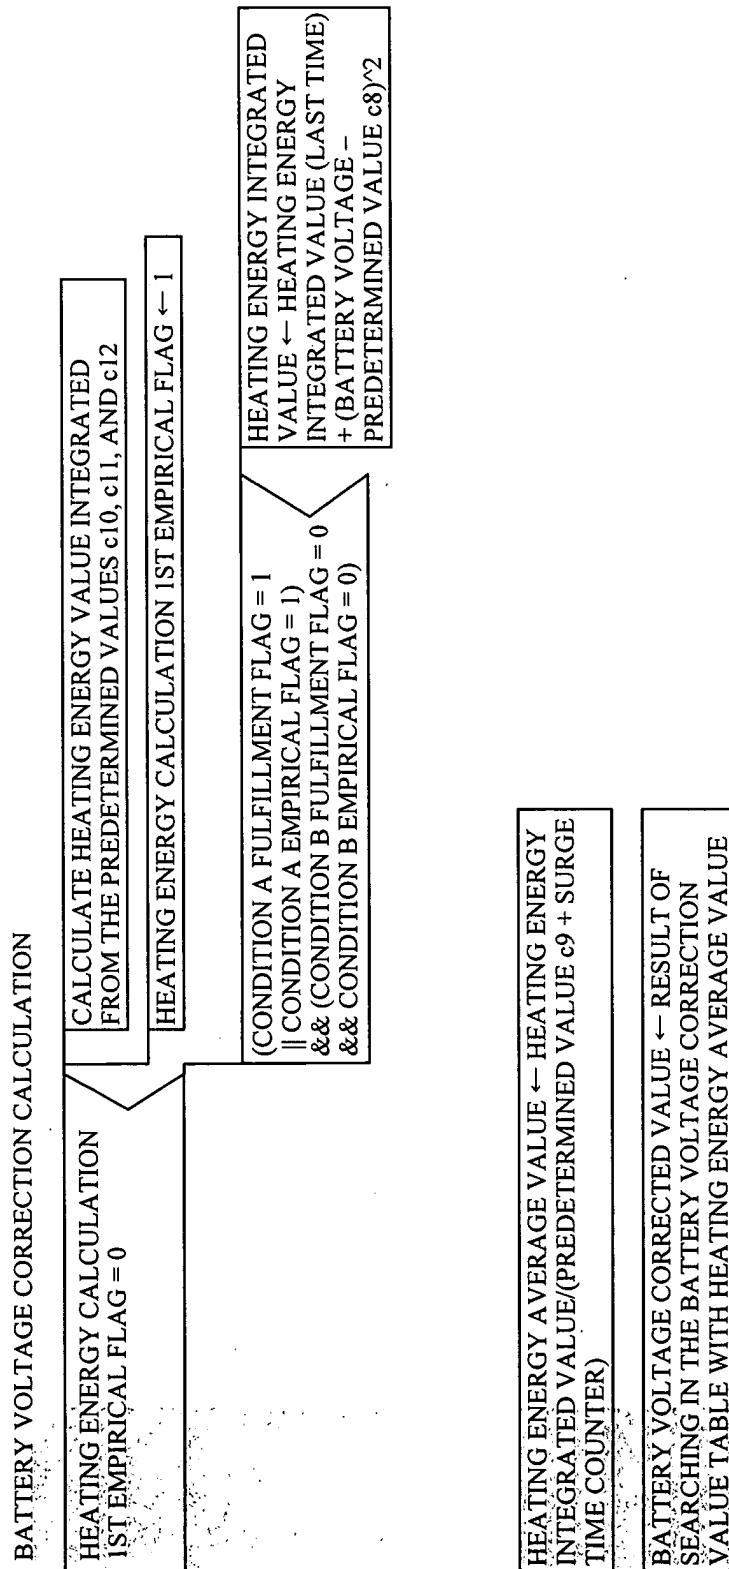 BATTERY VOLTAGE CORRECTION CALCULATION
HEATING ENERGY CALCULATION
1ST EMPIRICAL FLAG = 0
CALCULATE HEATING ENERGY VALUE INTEGRATED
FROM THE PREDETERMINED VALUES c10, c11, AND c12
HEATING ENERGY CALCULATION 1ST EMPIRICAL FLAG ← 1
(CONDITION A FULFILLMENT FLAG = 1
|| CONDITION A EMPIRICAL FLAG = 1)
&& (CONDITION B FULFILLMENT FLAG = 0
&& CONDITION B EMPIRICAL FLAG = 0)
HEATING ENERGY INTEGRATED
VALUE ← HEATING ENERGY
INTEGRATED VALUE (LAST TIME)
+ (BATTERY VOLTAGE –
PREDETERMINED VALUE c8)^2
HEATING ENERGY AVERAGE VALUE ← HEATING ENERGY
INTEGRATED VALUE/(PREDETERMINED VALUE c9 + SURGE
TIME COUNTER)
BATTERY VOLTAGE CORRECTED VALUE ← RESULT OF
SEARCHING IN THE BATTERY VOLTAGE CORRECTION
VALUE TABLE WITH HEATING ENERGY AVERAGE VALUE